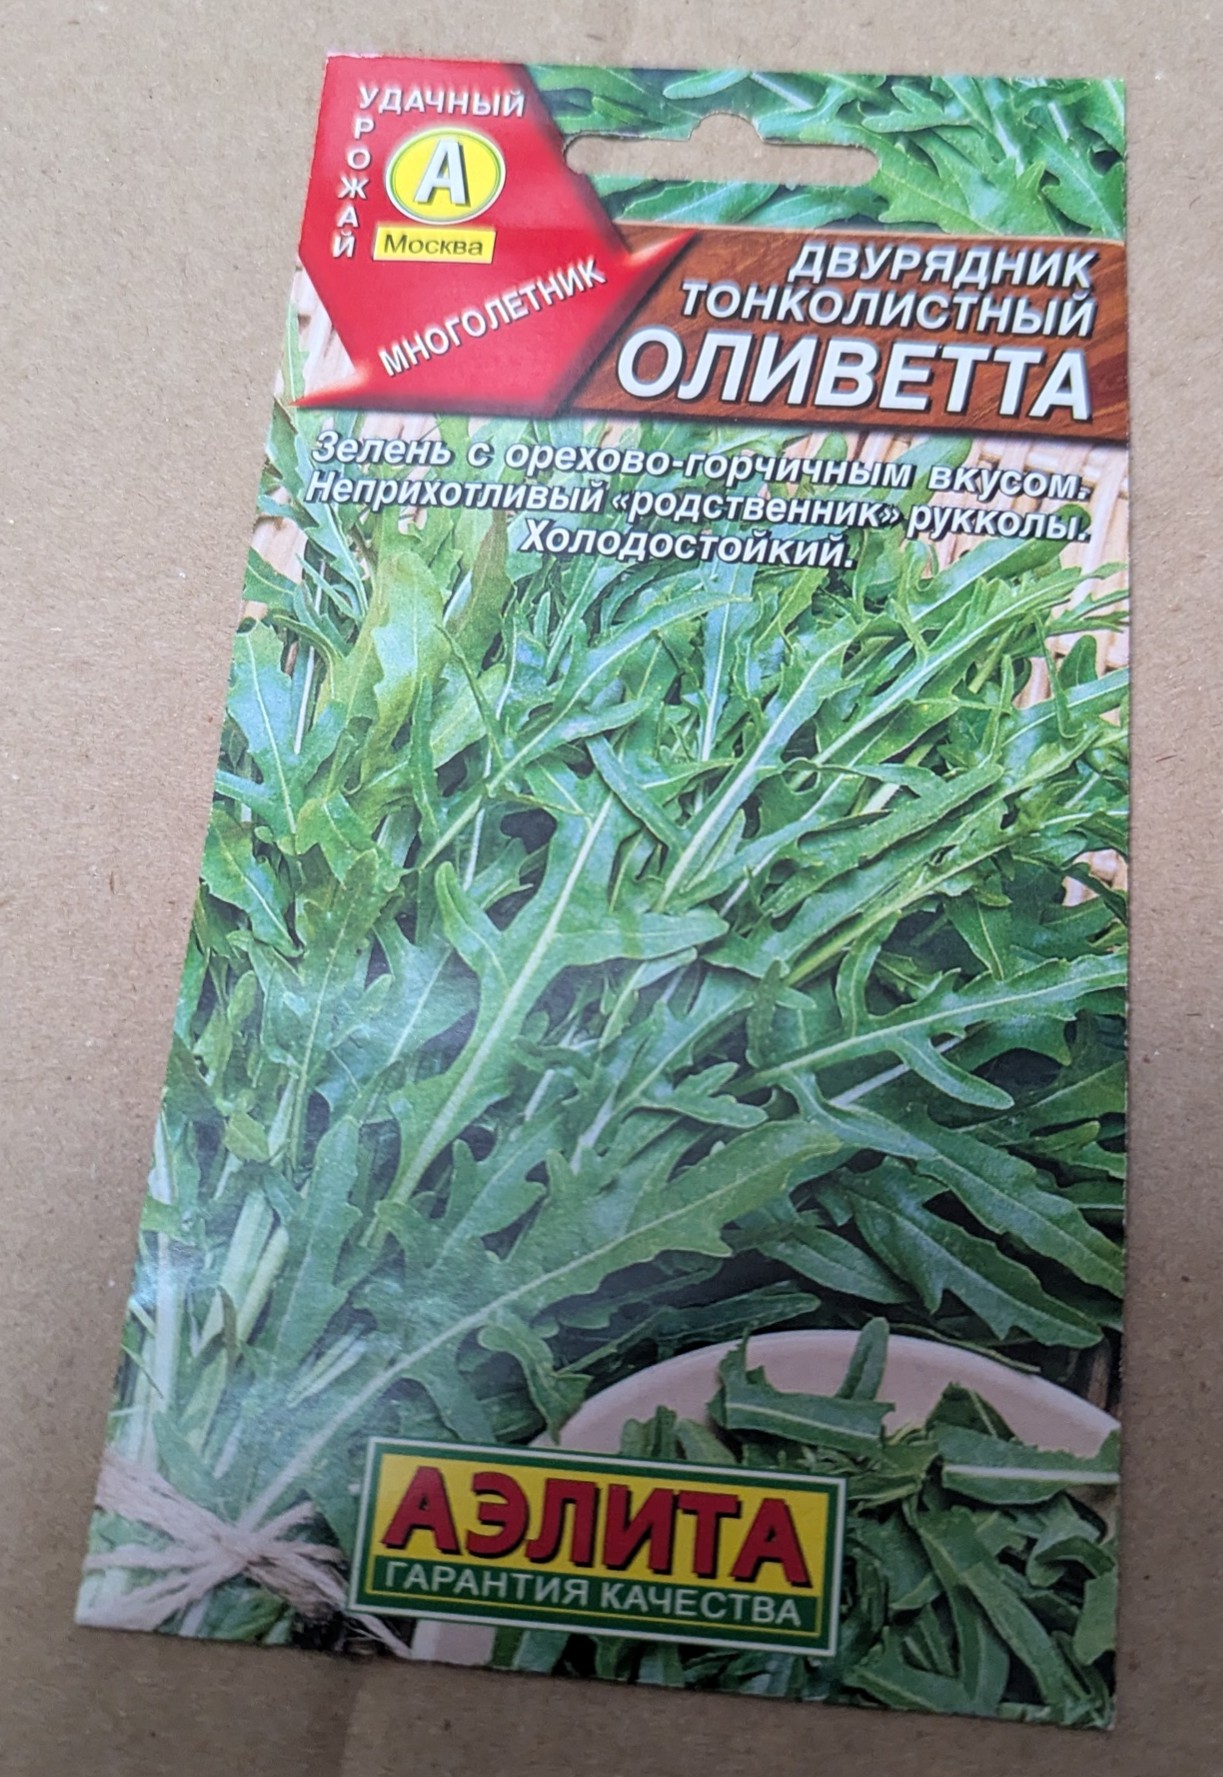 УДАЧНЫЙ
УРОЖАЙ
А
Москва
МНОГОЛЕТНИК
ДВУРЯДНИК
ТОНКОЛИСТНЫЙ
ОЛИВЕТТА
Зелень с орехово-горчичным вкусом.
Неприхотливый «родственник» рукколы.
Холодостойкий.
АЭЛИТА
ГАРАНТИЯ КАЧЕСТВА